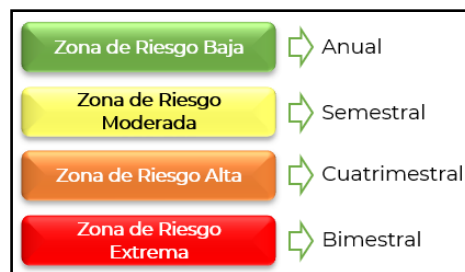 Zona de Riesgo Baja
Anual
Zona de Riesgo
Moderada
Semestral
Zona de Riesgo Alta
Cuatrimestral
Zona de Riesgo
Extrema
Bimestral